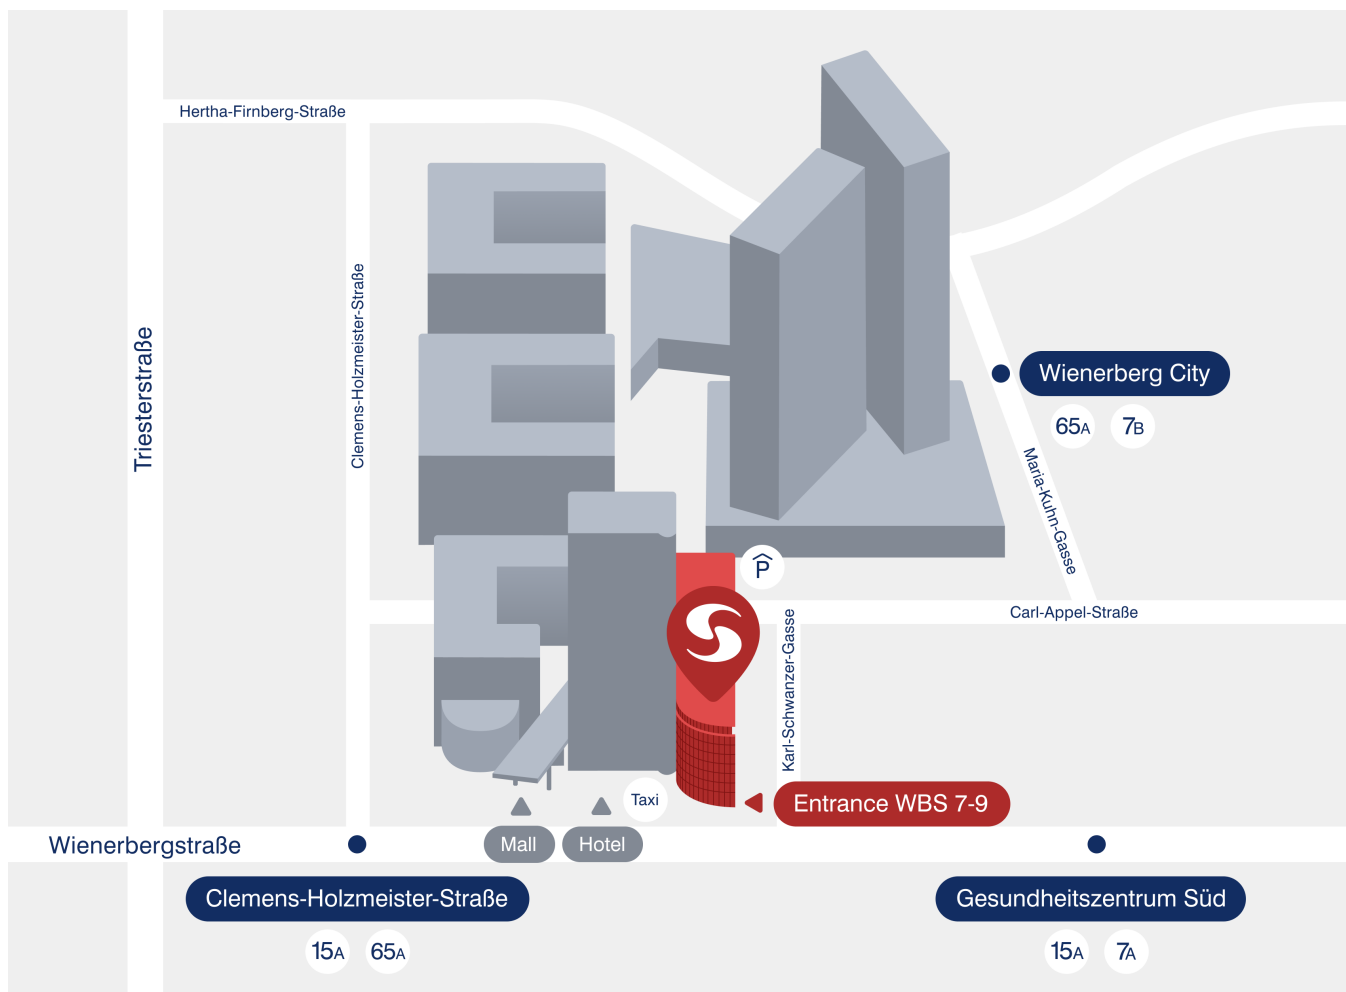 Hertha-Firnberg-Straße
Clemens-Holzmeister-Straße
Triesterstraße
Wienerberg City
65A 7B
Maria-Kuhn-Gasse
P
Carl-Appel-Straße
Karl-Schwanzer-Gasse
Taxi
Entrance WBS 7-9
Wienerbergstraße
Mall
Hotel
Clemens-Holzmeister-Straße
15A 65A
Gesundheitszentrum Süd
15A 7A